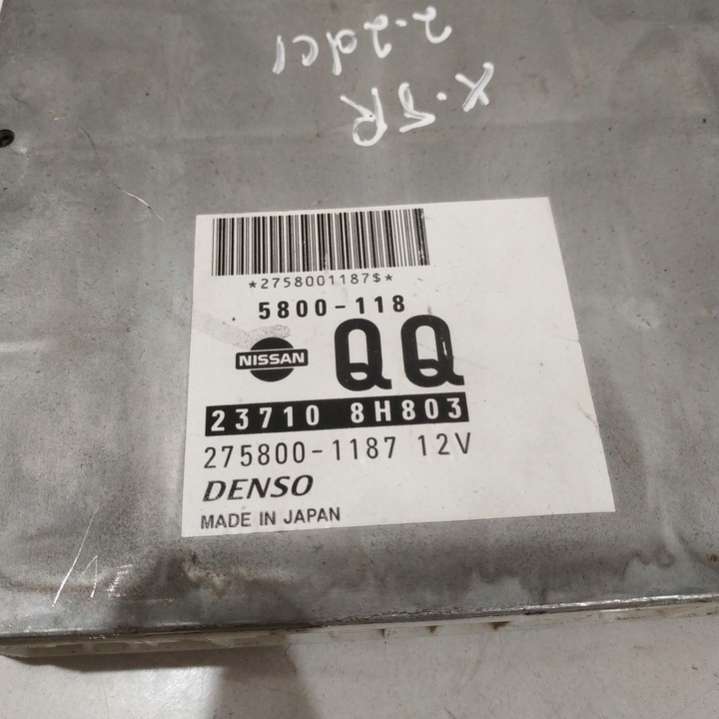 2.2dCI
X.TR
*2758001187$*
5800-118
NISSAN
QQ
23710 8H803
275800-1187 12V
DENSO
MADE IN JAPAN